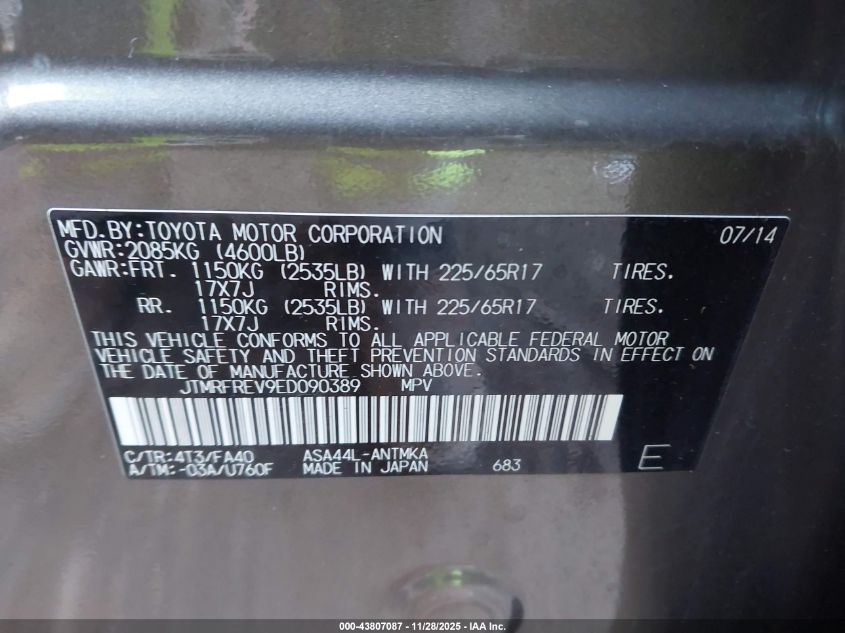 MFD.BY:TOYOTA MOTOR CORPORATION 07/14
GVWR:2085KG (4600LB)
GAWR:FRT. 1150KG (2535LB) WITH 225/65R17 TIRES.
17X7J RIMS.
RR. 1150KG (2535LB) WITH 225/65R17 TIRES.
17X7J RIMS.
THIS VEHICLE CONFORMS TO ALL APPLICABLE FEDERAL MOTOR
VEHICLE SAFETY AND THEFT PREVENTION STANDARDS IN EFFECT ON
THE DATE OF MANUFACTURE SHOWN ABOVE.
JTMRFREV9ED090389 MPV
C/TR:4T3/FA40 ASA44L-ANTMKA
A/TM:-03A/U760F MADE IN JAPAN 683 E
000-43807087 - 11/28/2025 - IAA Inc.